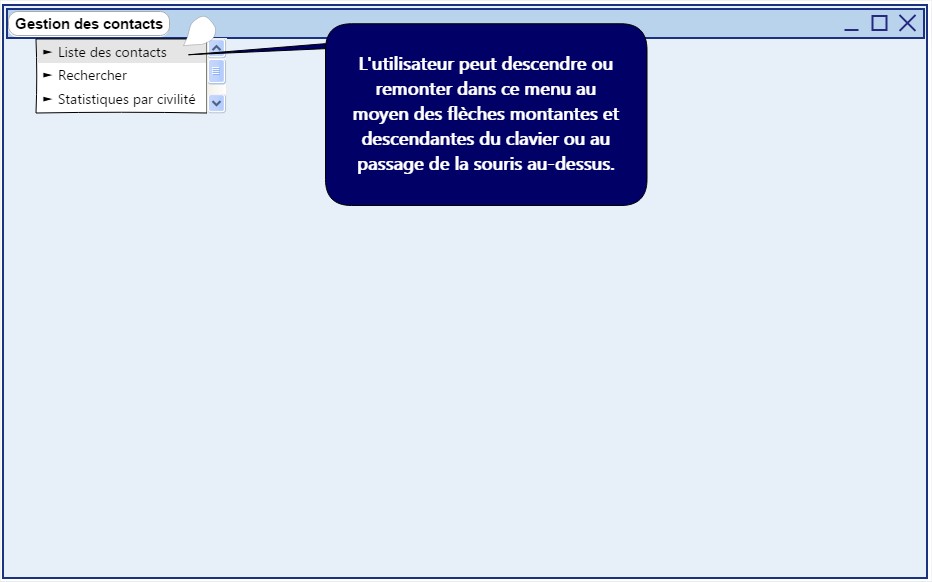 Gestion des contacts
► Liste des contacts
► Rechercher
► Statistiques par civilité
L'utilisateur peut descendre ou
remonter dans ce menu au
moyen des flèches montantes et
descendantes du clavier ou au
passage de la souris au-dessus.